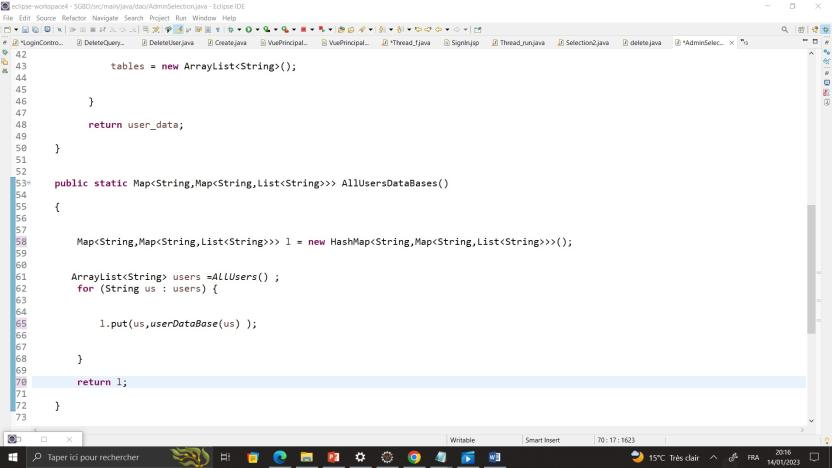 eclipse-workspace4 - SGBD/src/main/java/dao/AdminSelection.java - Eclipse IDE
File Edit Source Refactor Navigate Search Project Run Window Help
*LoginContro... DeleteQuery... DeleteUser.java Create.java VuePrincipal... VuePrincipal... *Thread_f.java SignIn.jsp Thread_run.java Selection2.java delete.java *AdminSelec...
42
43 tables = new ArrayList<String>();
44
45
46 }
47
48 return user_data;
49
50 }
51
52
53 public static Map<String,Map<String,List<String>>> AllUsersDataBases()
54
55 {
56
57
58 Map<String,Map<String,List<String>>> l = new HashMap<String,Map<String,List<String>>>();
59
60
61 ArrayList<String> users =AllUsers() ;
62 for (String us : users) {
63
64
65 l.put(us,userDataBase(us) );
66
67
68 }
69
70 return l;
71
72 }
73
Writable Smart Insert 70 : 17 : 1623
Taper ici pour rechercher
15°C Très clair FRA 20:16
14/01/2023